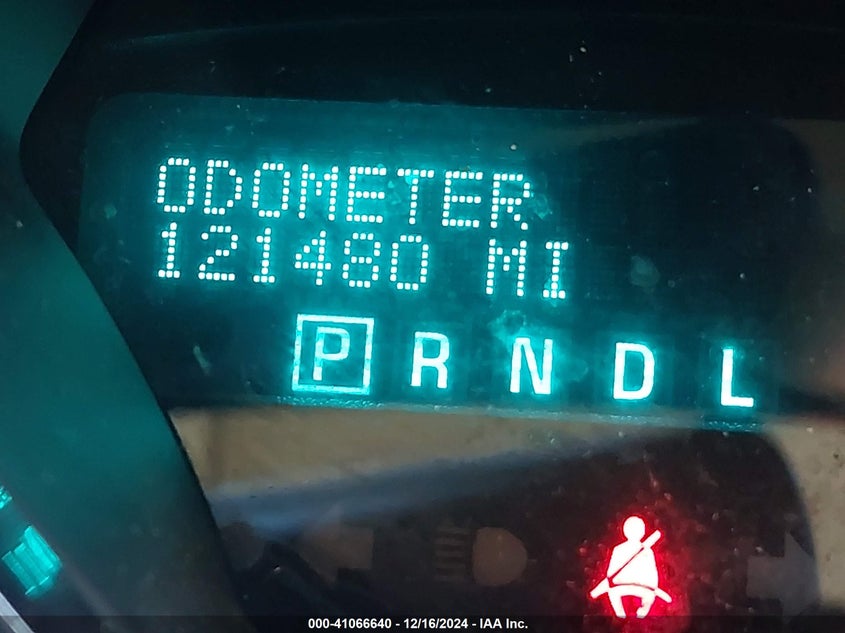 ODOMETER
121480 MI
P R N D L
000-41066640 - 12/16/2024 - IAA Inc.